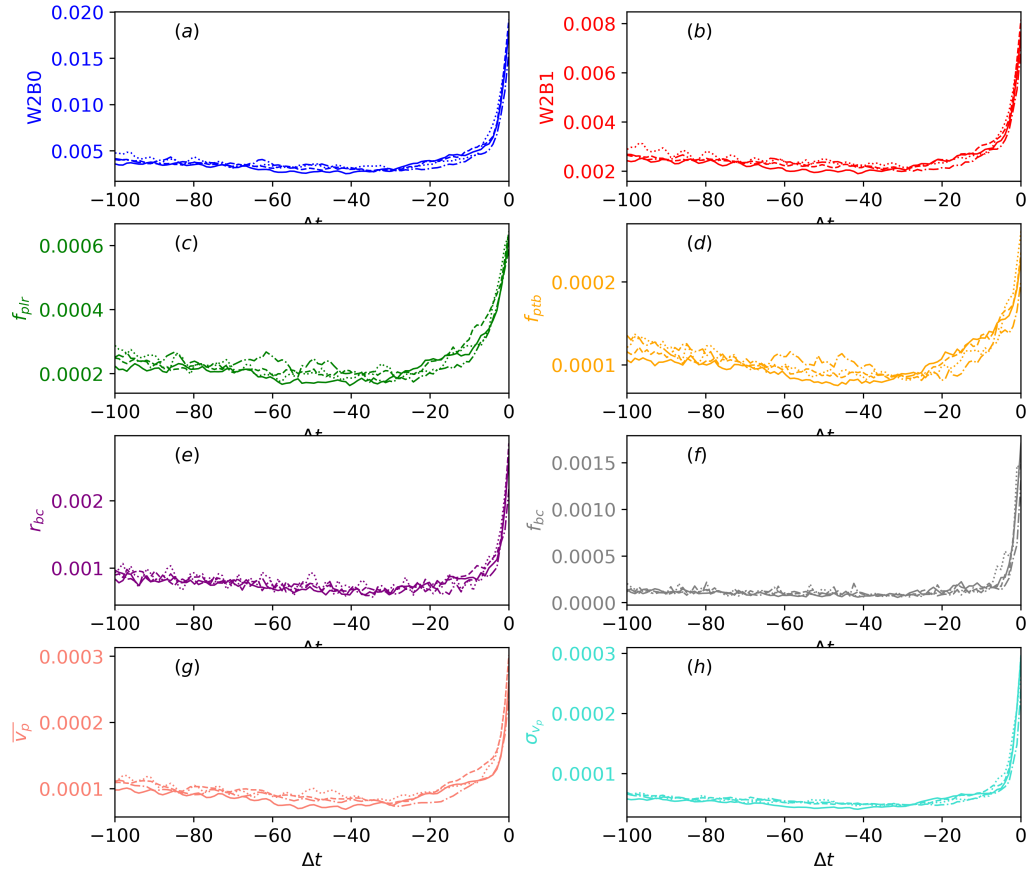 (a)
0.020
0.015
0.010
0.005
W2B0
−100 −80 −60 −40 −20 0
(b)
0.008
0.006
0.004
0.002
W2B1
−100 −80 −60 −40 −20 0
(c)
0.0006
0.0004
0.0002
f_plr
−100 −80 −60 −40 −20 0
(d)
0.0002
0.0001
f_ptb
−100 −80 −60 −40 −20 0
(e)
0.002
0.001
r_bc
−100 −80 −60 −40 −20 0
(f)
0.0015
0.0010
0.0005
0.0000
f_bc
−100 −80 −60 −40 −20 0
(g)
0.0003
0.0002
0.0001
v̅_p
−100 −80 −60 −40 −20 0
Δt
(h)
0.0003
0.0002
0.0001
σ_{v_p}
−100 −80 −60 −40 −20 0
Δt